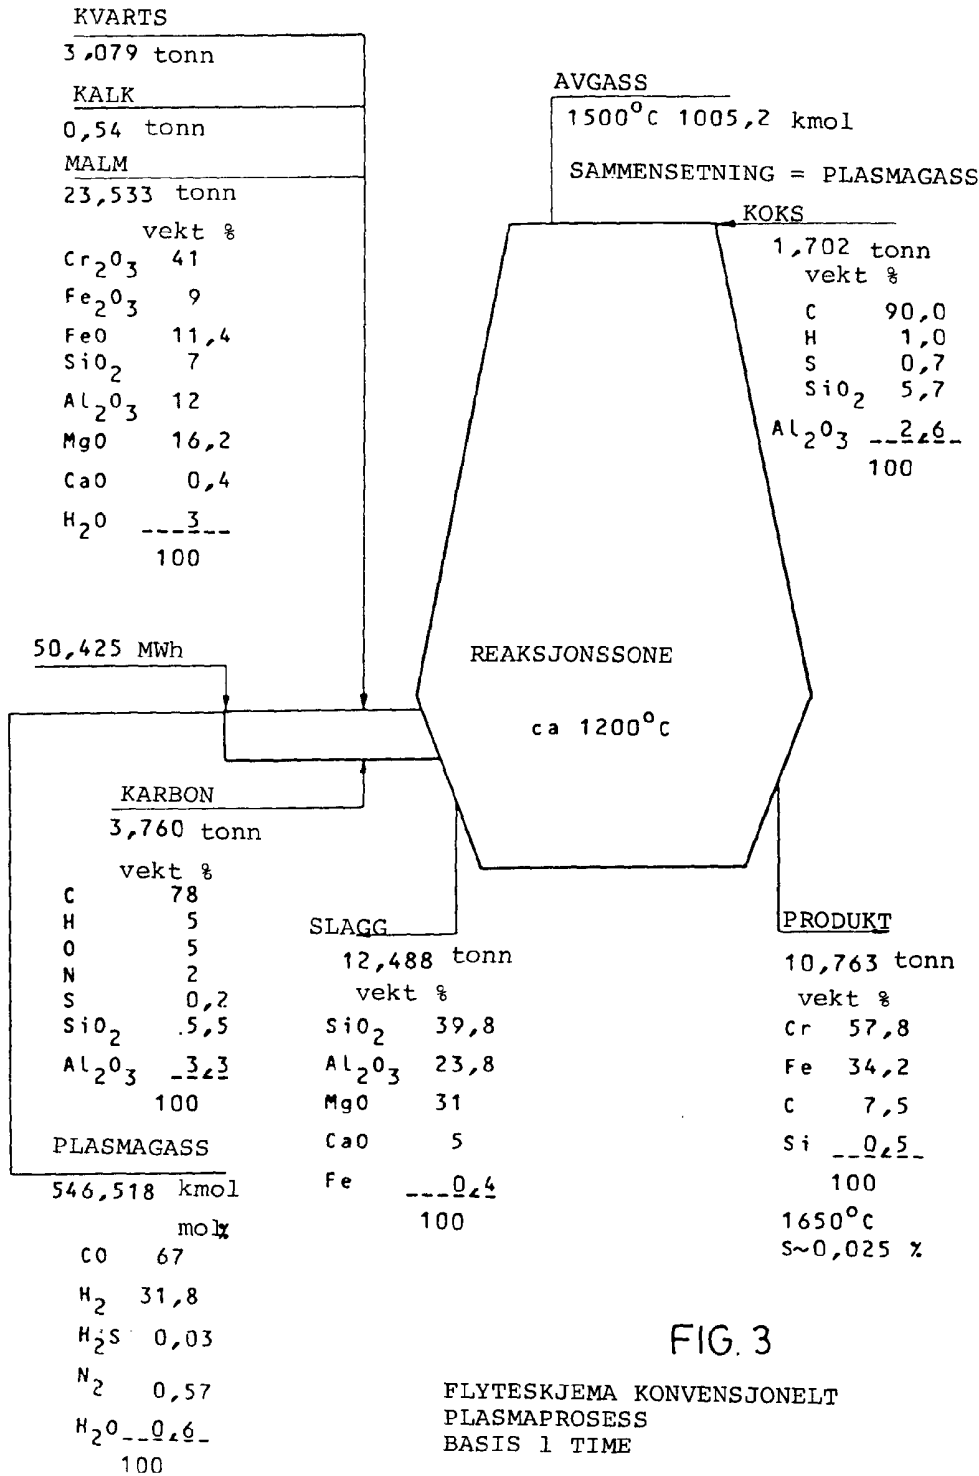 KVARTS
3,079 tonn
KALK
0,54 tonn
MALM
23,533 tonn
vekt %
Cr2O3 41
Fe2O3 9
FeO 11,4
SiO2 7
Al2O3 12
MgO 16,2
CaO 0,4
H2O 3
100
AVGASS
1500°C 1005,2 kmol
SAMMENSETNING = PLASMAGASS
KOKS
1,702 tonn
vekt %
C 90,0
H 1,0
S 0,7
SiO2 5,7
Al2O3 2,6
100
50,425 MWh
REAKSJONSSONE
ca 1200°C
KARBON
3,760 tonn
vekt %
C 78
H 5
O 5
N 2
S 0,2
SiO2 5,5
Al2O3 3,3
100
PLASMAGASS
546,518 kmol
mol%
CO 67
H2 31,8
H2S 0,03
N2 0,57
H2O 0,6
100
SLAGG
12,488 tonn
vekt %
SiO2 39,8
Al2O3 23,8
MgO 31
CaO 5
Fe 0,4
100
PRODUKT
10,763 tonn
vekt %
Cr 57,8
Fe 34,2
C 7,5
Si 0,5
100
1650°C
S~0,025 %
FIG. 3
FLYTESKJEMA KONVENSJONELT
PLASMAPROSESS
BASIS 1 TIME